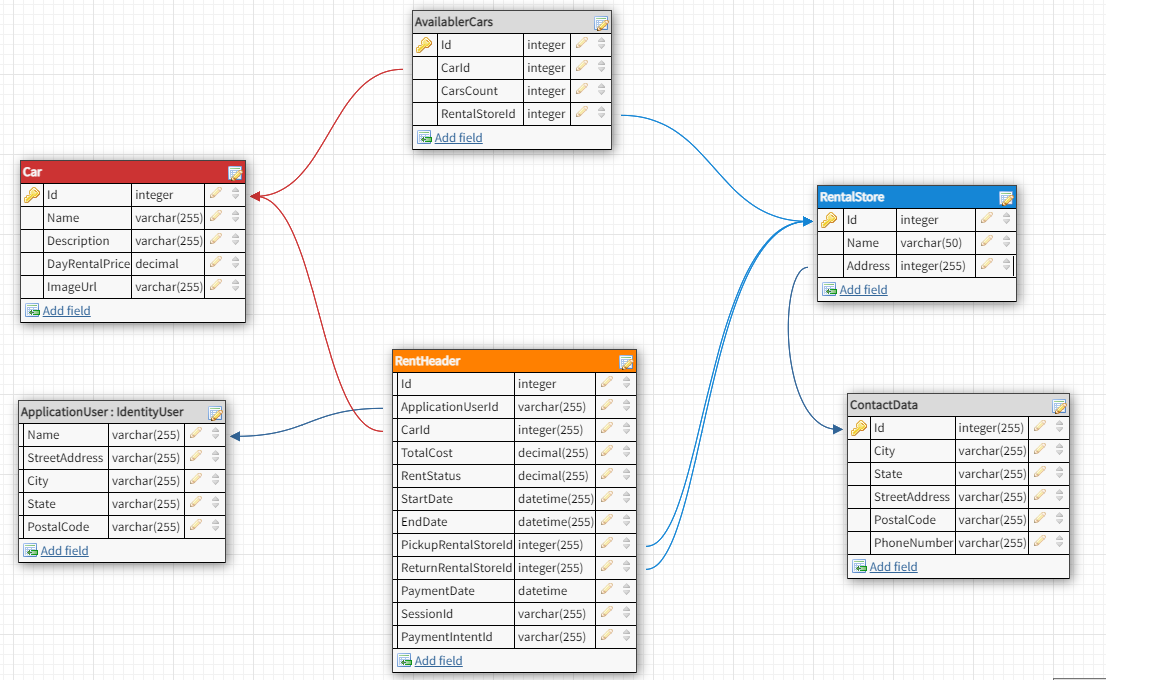 AvailablerCars
Id integer
CarId integer
CarsCount integer
RentalStoreId integer
Add field
Car
Id integer
Name varchar(255)
Description varchar(255)
DayRentalPrice decimal
ImageUrl varchar(255)
Add field
RentalStore
Id integer
Name varchar(50)
Address integer(255)
Add field
RentHeader
Id integer
ApplicationUserId varchar(255)
CarId integer(255)
TotalCost decimal(255)
RentStatus decimal(255)
StartDate datetime(255)
EndDate datetime(255)
PickupRentalStoreId integer(255)
ReturnRentalStoreId integer(255)
PaymentDate datetime
SessionId varchar(255)
PaymentIntentId varchar(255)
Add field
ApplicationUser : IdentityUser
Name varchar(255)
StreetAddress varchar(255)
City varchar(255)
State varchar(255)
PostalCode varchar(255)
Add field
ContactData
Id integer(255)
City varchar(255)
State varchar(255)
StreetAddress varchar(255)
PostalCode varchar(255)
PhoneNumber varchar(255)
Add field